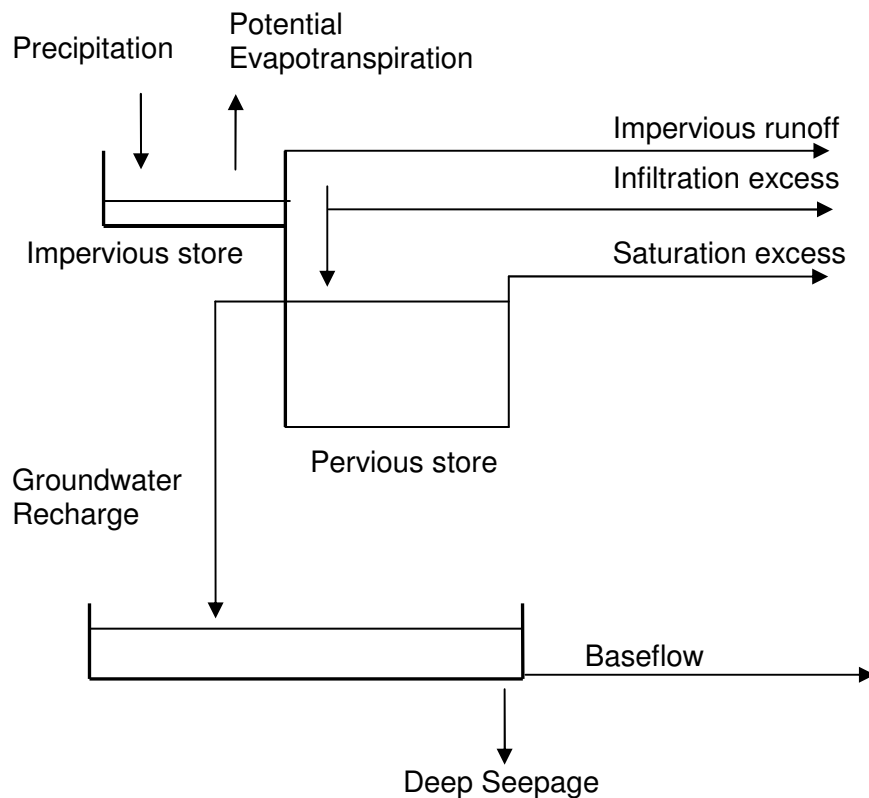 Precipitation
Potential
Evapotranspiration
Impervious runoff
Infiltration excess
Impervious store
Saturation excess
Pervious store
Groundwater
Recharge
Baseflow
Deep Seepage